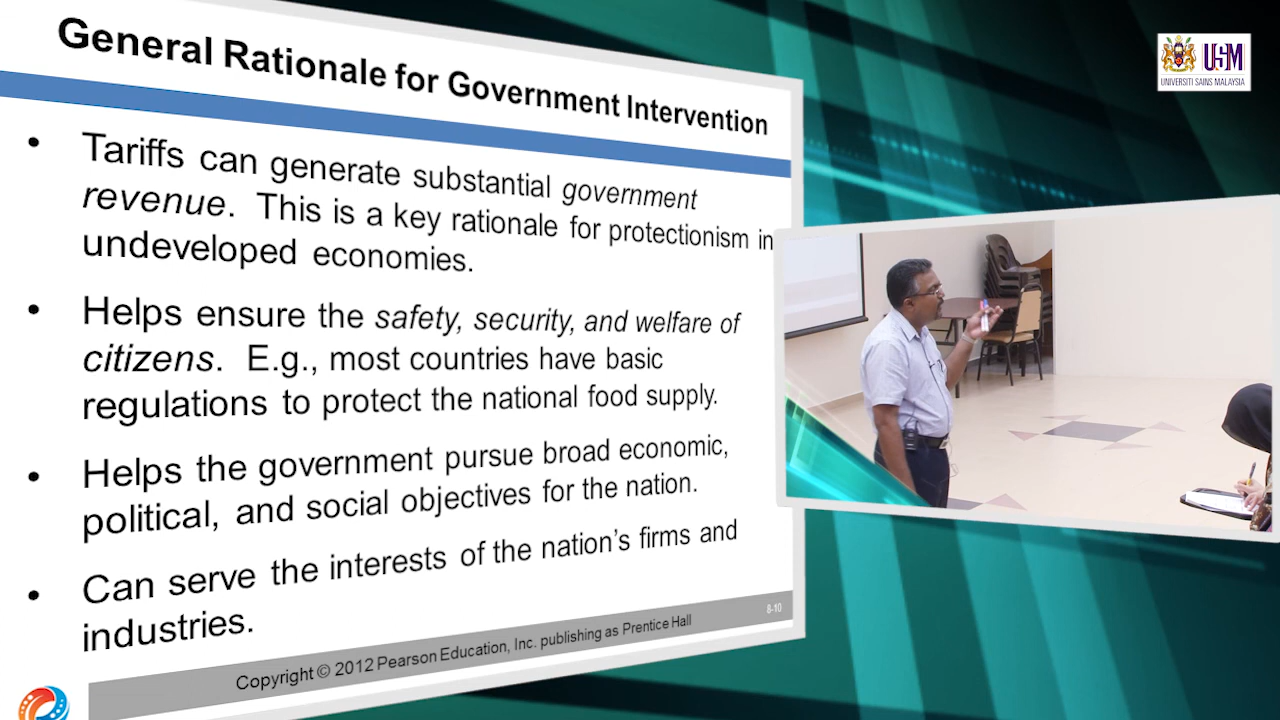 General Rationale for Government Intervention
• Tariffs can generate substantial government
revenue. This is a key rationale for protectionism in
undeveloped economies.
• Helps ensure the safety, security, and welfare of
citizens. E.g., most countries have basic
regulations to protect the national food supply.
• Helps the government pursue broad economic,
political, and social objectives for the nation.
• Can serve the interests of the nation's firms and
industries.
8-10
Copyright © 2012 Pearson Education, Inc. publishing as Prentice Hall
USM
UNIVERSITI SAINS MALAYSIA